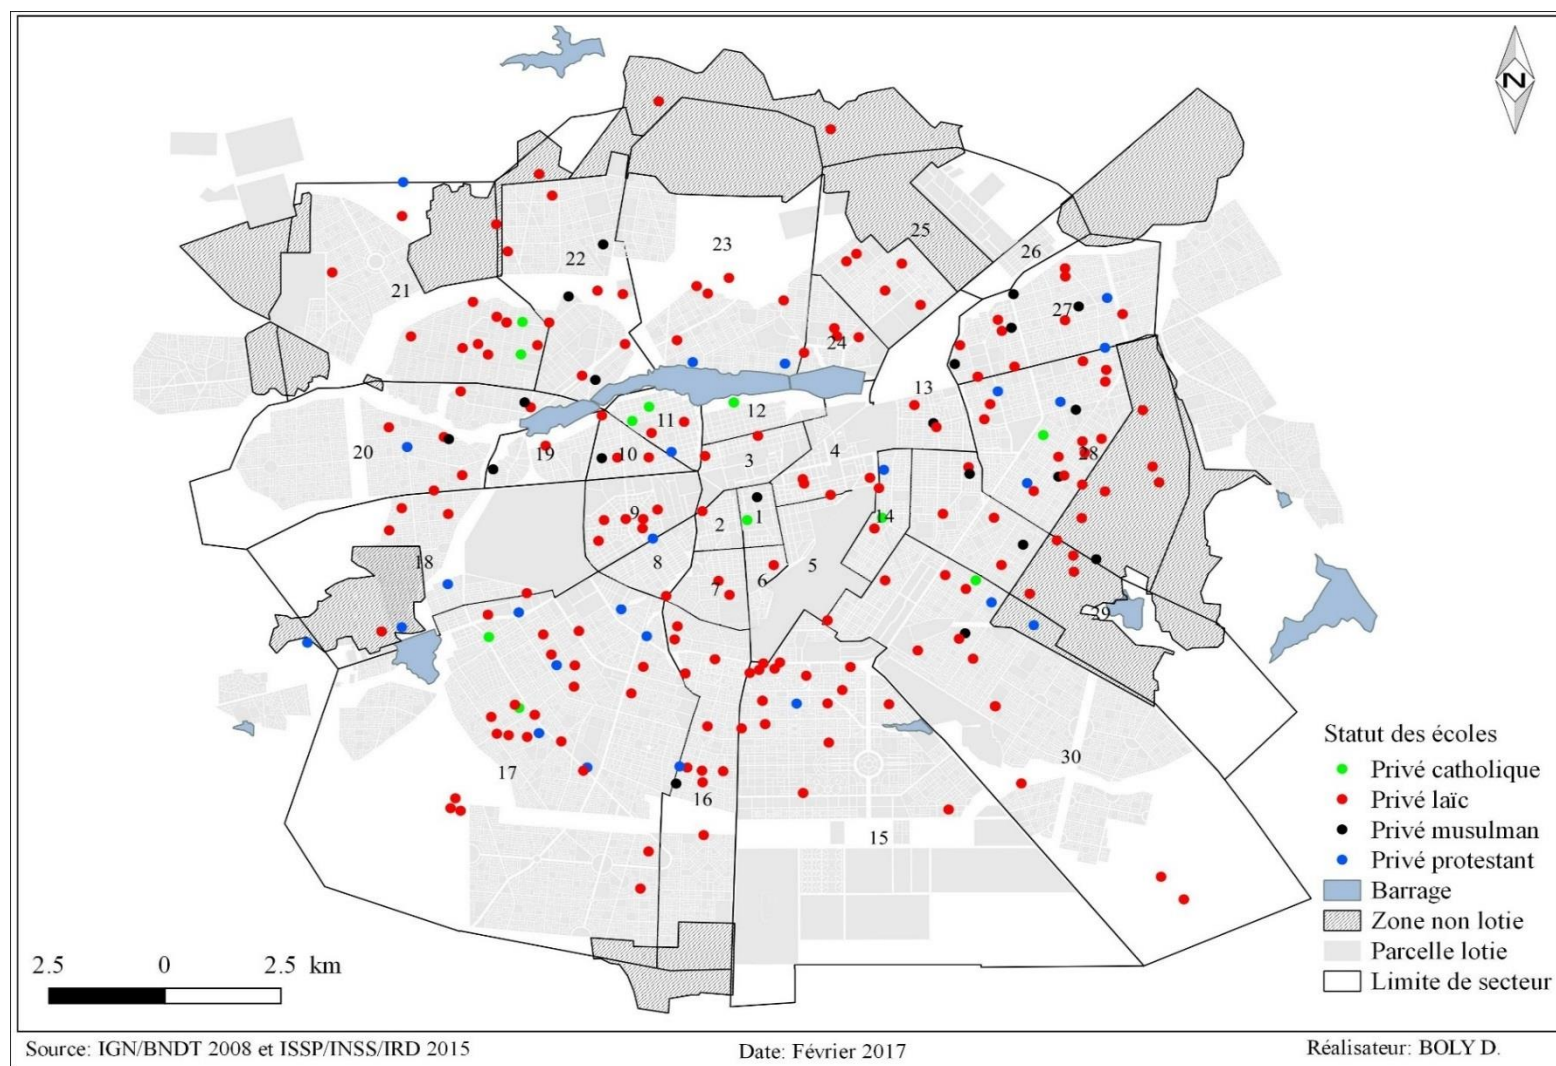 N
25
26
23
22
21
27
24
13
12
11
20
19
10
3
4
28
9
2
1
14
18
8
7
6
5
29
17
16
30
15
Statut des écoles
Privé catholique
Privé laïc
Privé musulman
Privé protestant
Barrage
Zone non lotie
Parcelle lotie
Limite de secteur
2.5 0 2.5 km
Source: IGN/BNDT 2008 et ISSP/INSS/IRD 2015
Date: Février 2017
Réalisateur: BOLY D.